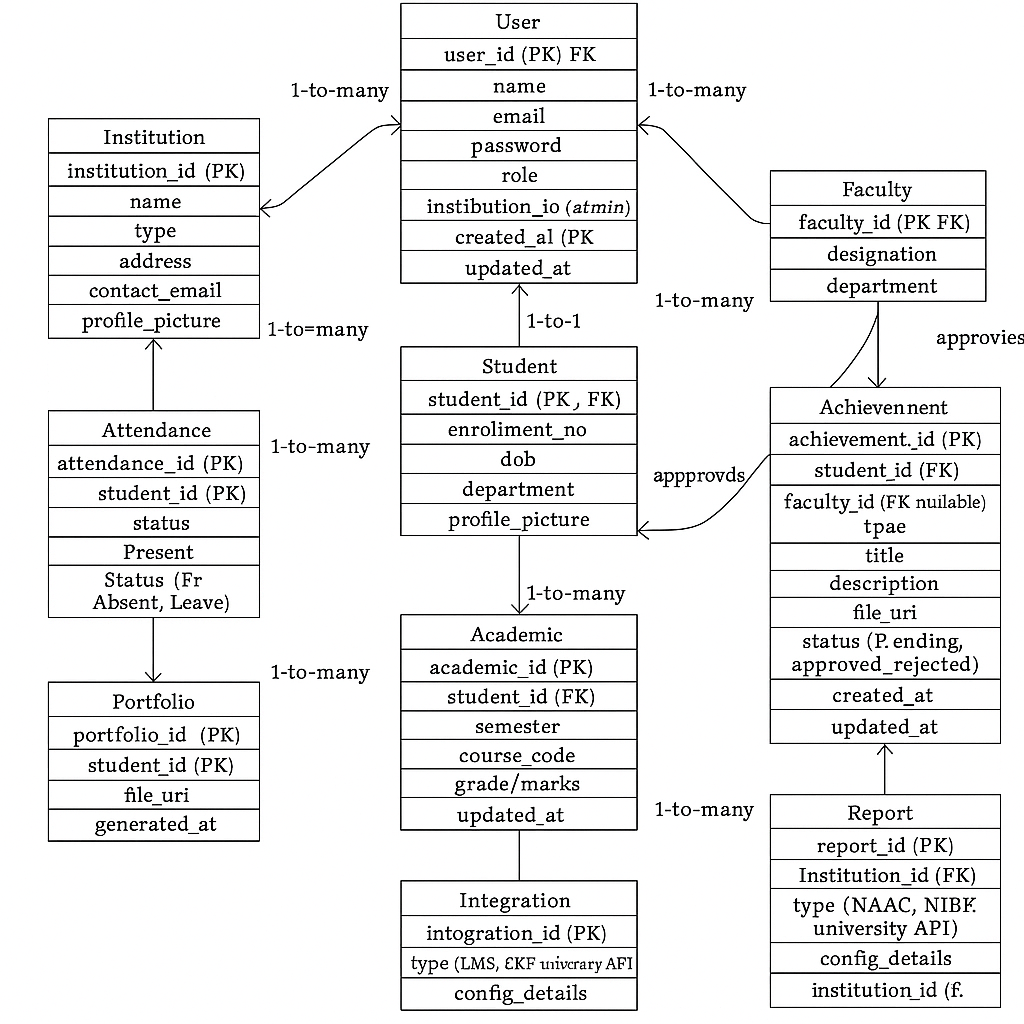 User
user_id (PK) FK
name
email
password
role
instibution_io (atmin)
created_al (PK
updated_at
1-to-many
1-to-many
Institution
institution_id (PK)
name
type
address
contact_email
profile_picture
1-to=many
Faculty
faculty_id (PK FK)
designation
department
1-to-many
approvies
1-to-1
Student
student_id (PK, FK)
enroliment_no
dob
department
profile_picture
Attendance
attendance_id (PK)
student_id (PK)
status
Present
Status (Fr
Absent, Leave)
1-to-many
appprovds
Achievennent
achievement._id (PK)
student_id (FK)
faculty_id (FK nuilable)
tpae
title
description
file_uri
status (P. ending,
approved_rejected)
created_at
updated_at
1-to-many
1-to-many
Portfolio
portfolio_id (PK)
student_id (PK)
file_uri
generated_at
Academic
academic_id (PK)
student_id (FK)
semester
course_code
grade/marks
updated_at
1-to-many
Report
report_id (PK)
Institution_id (FK)
type (NAAC, NIBF.
university API)
config_details
institution_id (f.
Integration
intogration_id (PK)
type (LMS, AFI
config_details